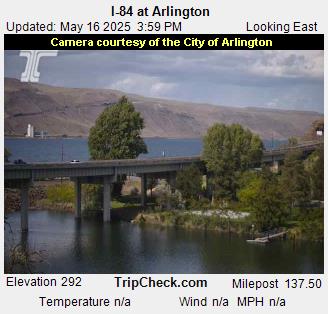 I-84 at Arlington
Updated: May 16 2025 3:59 PM Looking East
Camera courtesy of the City of Arlington
Elevation 292 TripCheck.com Milepost 137.50
Temperature n/a Wind n/a MPH n/a